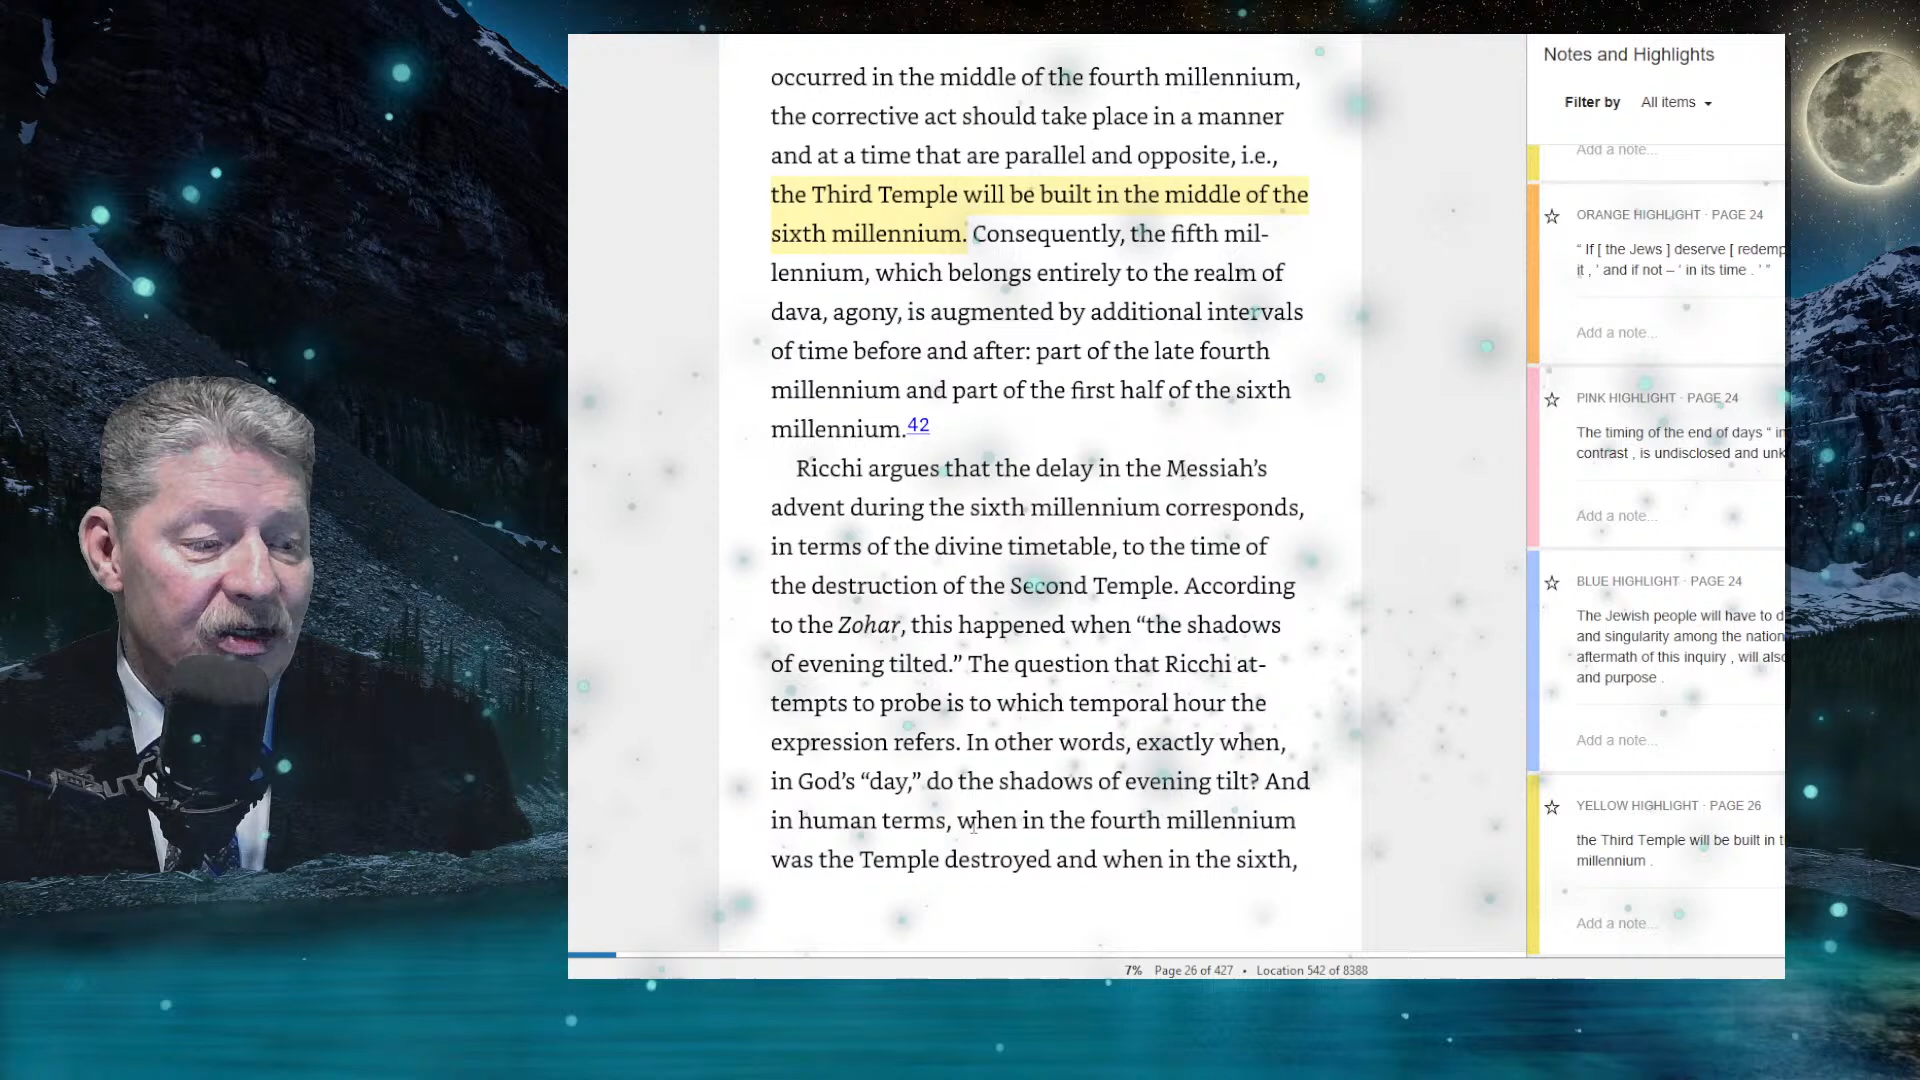 occurred in the middle of the fourth millennium,
the corrective act should take place in a manner
and at a time that are parallel and opposite, i.e.,
the Third Temple will be built in the middle of the
sixth millennium. Consequently, the fifth mil-
lennium, which belongs entirely to the realm of
dava, agony, is augmented by additional intervals
of time before and after: part of the late fourth
millennium and part of the first half of the sixth
millennium.42
Ricchi argues that the delay in the Messiah’s
advent during the sixth millennium corresponds,
in terms of the divine timetable, to the time of
the destruction of the Second Temple. According
to the Zohar, this happened when “the shadows
of evening tilted.” The question that Ricchi at-
tempts to probe is to which temporal hour the
expression refers. In other words, exactly when,
in God’s “day,” do the shadows of evening tilt? And
in human terms, when in the fourth millennium
was the Temple destroyed and when in the sixth,
7% Page 26 of 427 • Location 542 of 8388
Notes and Highlights
Filter by All items
Add a note...
ORANGE HIGHLIGHT · PAGE 24
“ If [ the Jews ] deserve [ redemp
it , ’ and if not – ‘ in its time . ’ ”
Add a note...
PINK HIGHLIGHT · PAGE 24
The timing of the end of days “ in
contrast , is undisclosed and unk
Add a note...
BLUE HIGHLIGHT · PAGE 24
The Jewish people will have to d
and singularity among the nation
aftermath of this inquiry , will also
and purpose .
Add a note...
YELLOW HIGHLIGHT · PAGE 26
the Third Temple will be built in t
millennium .
Add a note...